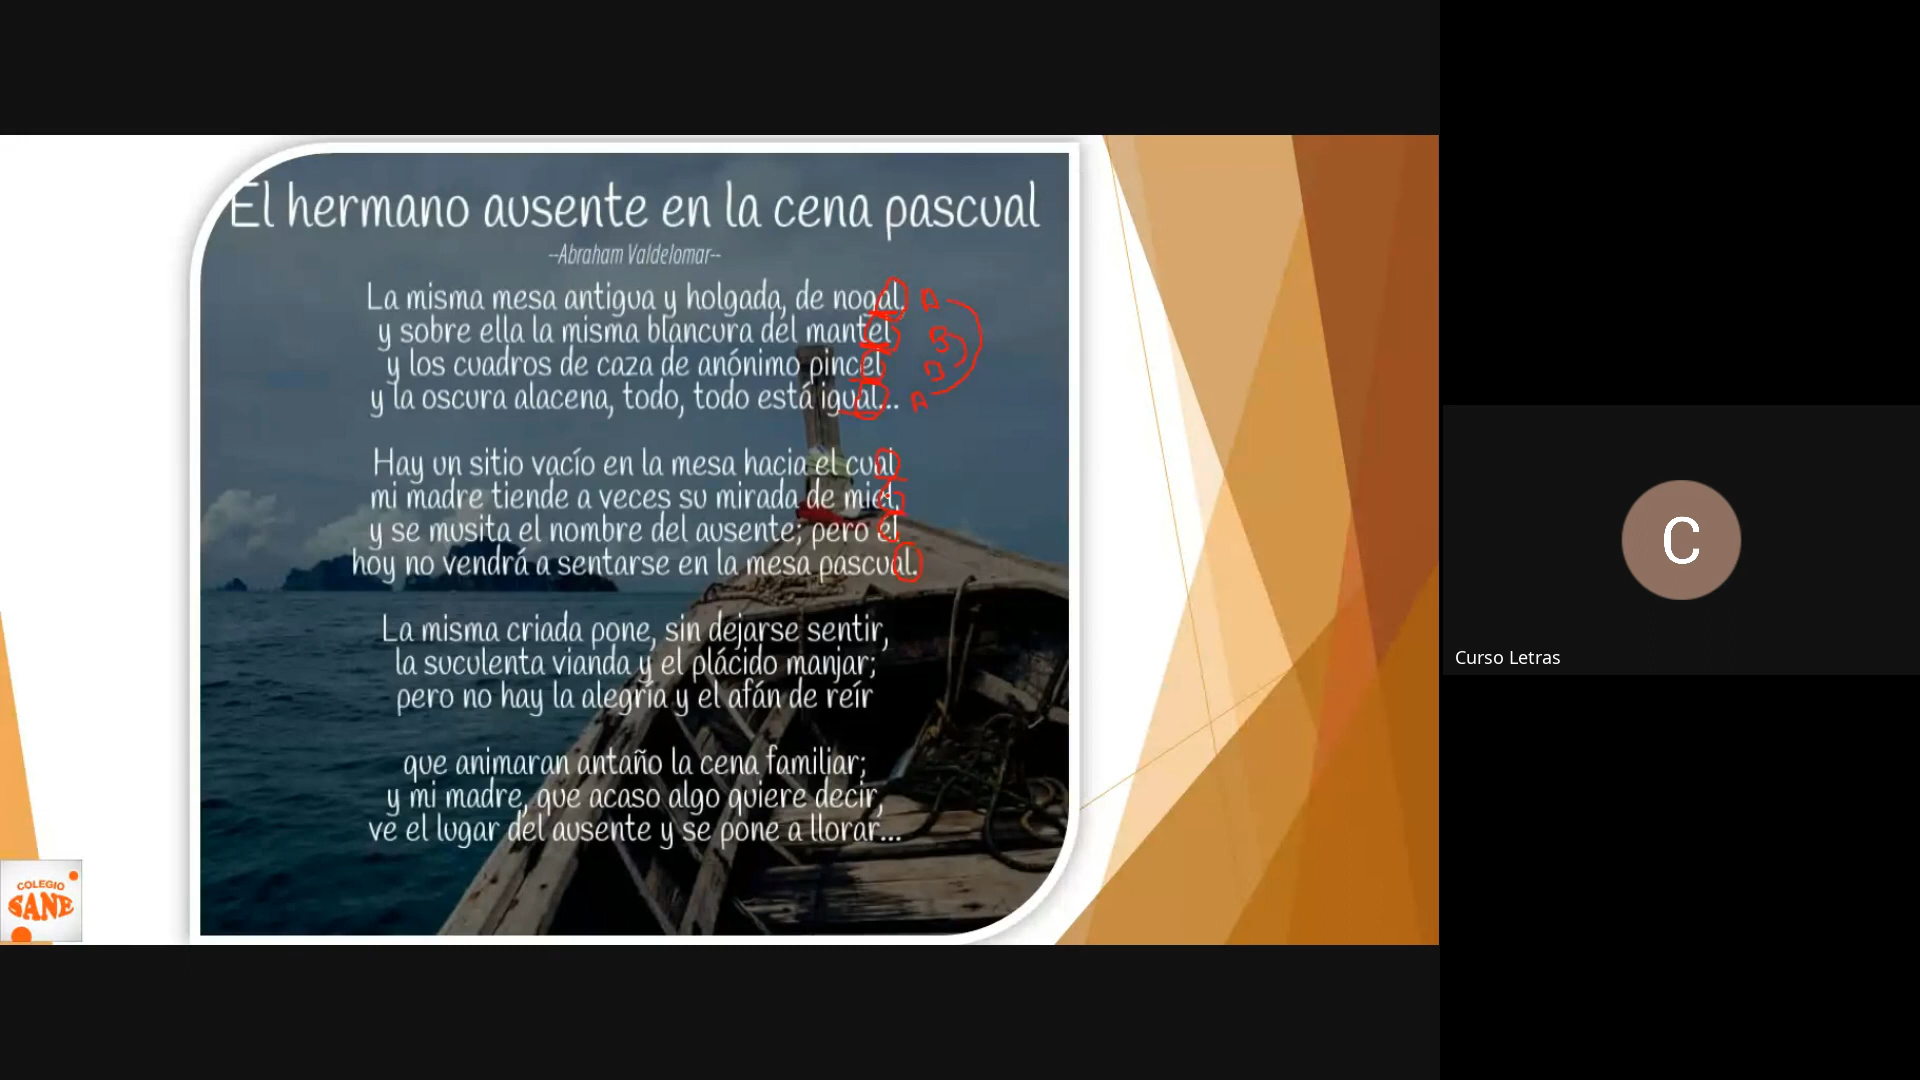 El hermano ausente en la cena pascual
--Abraham Valdelomar--
La misma mesa antigua y holgada, de nogal,
y sobre ella la misma blancura del mantel
y los cuadros de caza de anónimo pincel
y la oscura alacena, todo, todo está igual...
Hay un sitio vacío en la mesa hacia el cual
mi madre tiende a veces su mirada de miel,
y se musita el nombre del ausente; pero él
hoy no vendrá a sentarse en la mesa pascual.
La misma criada pone, sin dejarse sentir,
la suculenta vianda y el plácido manjar;
pero no hay la alegría y el afán de reír
que animaran antaño la cena familiar;
y mi madre, que acaso algo quiere decir,
ve el lugar del ausente y se pone a llorar...
A
B
B
A
COLEGIO
SANE
C
Curso Letras